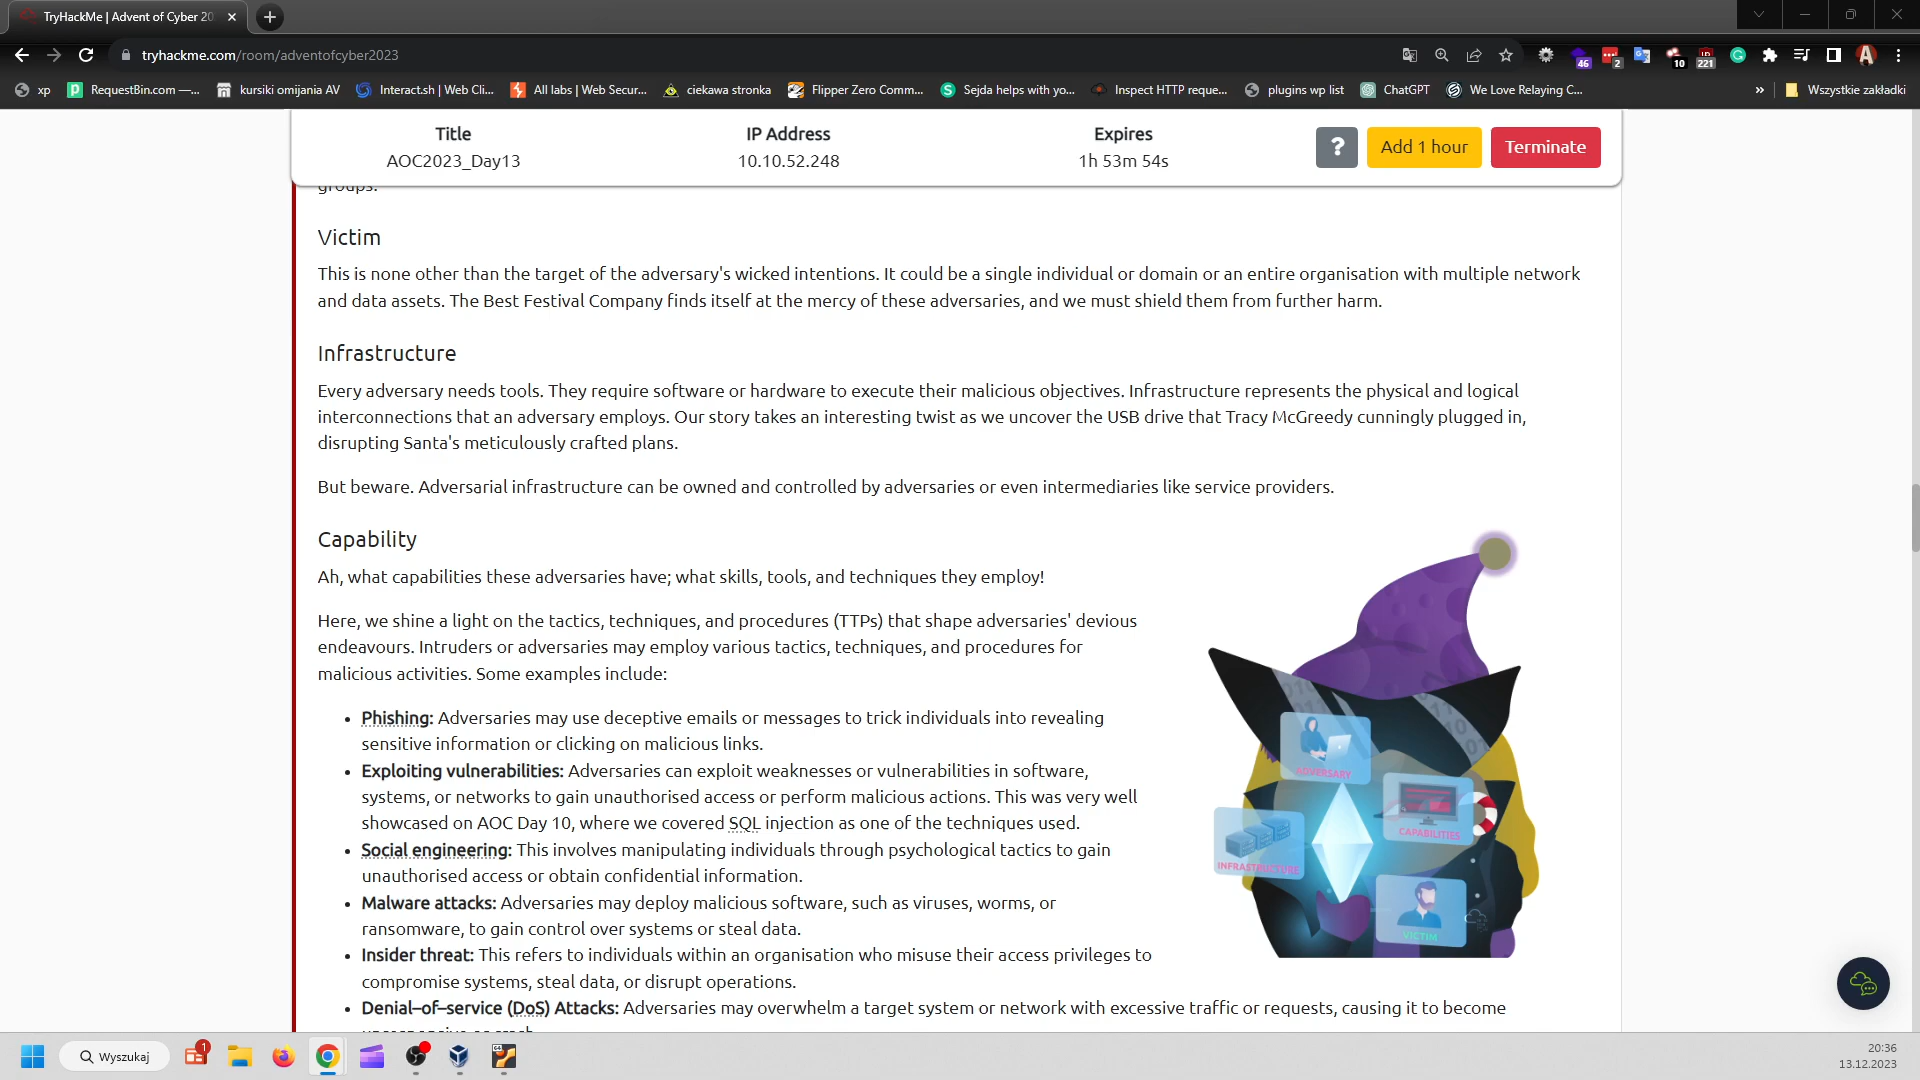 TryHackMe | Advent of Cyber 20
tryhackme.com/room/adventofcyber2023
46
2
10
221
xp
RequestBin.com —...
kursiki omijania AV
Interact.sh | Web Cli...
All labs | Web Secur...
ciekawa stronka
Flipper Zero Comm...
Sejda helps with yo...
Inspect HTTP reque...
plugins wp list
ChatGPT
We Love Relaying C...
»
Wszystkie zakładki
Title IP Address Expires
AOC2023_Day13 10.10.52.248 1h 53m 54s
? Add 1 hour Terminate
groups.
Victim
This is none other than the target of the adversary's wicked intentions. It could be a single individual or domain or an entire organisation with multiple network
and data assets. The Best Festival Company finds itself at the mercy of these adversaries, and we must shield them from further harm.
Infrastructure
Every adversary needs tools. They require software or hardware to execute their malicious objectives. Infrastructure represents the physical and logical
interconnections that an adversary employs. Our story takes an interesting twist as we uncover the USB drive that Tracy McGreedy cunningly plugged in,
disrupting Santa's meticulously crafted plans.
But beware. Adversarial infrastructure can be owned and controlled by adversaries or even intermediaries like service providers.
Capability
Ah, what capabilities these adversaries have; what skills, tools, and techniques they employ!
Here, we shine a light on the tactics, techniques, and procedures (TTPs) that shape adversaries' devious
endeavours. Intruders or adversaries may employ various tactics, techniques, and procedures for
malicious activities. Some examples include:
• Phishing: Adversaries may use deceptive emails or messages to trick individuals into revealing
sensitive information or clicking on malicious links.
• Exploiting vulnerabilities: Adversaries can exploit weaknesses or vulnerabilities in software,
systems, or networks to gain unauthorised access or perform malicious actions. This was very well
showcased on AOC Day 10, where we covered SQL injection as one of the techniques used.
• Social engineering: This involves manipulating individuals through psychological tactics to gain
unauthorised access or obtain confidential information.
• Malware attacks: Adversaries may deploy malicious software, such as viruses, worms, or
ransomware, to gain control over systems or steal data.
• Insider threat: This refers to individuals within an organisation who misuse their access privileges to
compromise systems, steal data, or disrupt operations.
• Denial–of–service (DoS) Attacks: Adversaries may overwhelm a target system or network with excessive traffic or requests, causing it to become
ADVERSARY
CAPABILITIES
INFRASTRUCTURE
VICTIM
Wyszukaj
1
64
20:36
13.12.2023